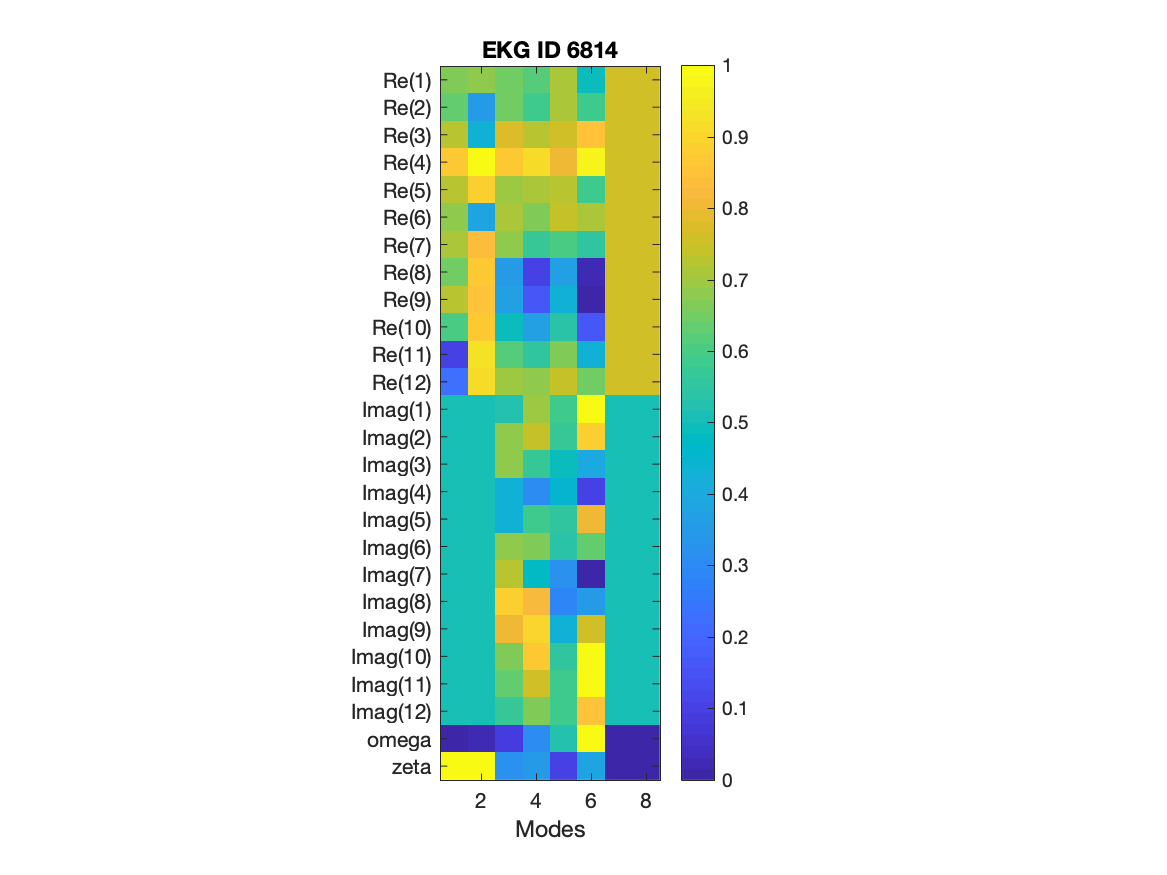 EKG ID 6814
Re(1)
Re(2)
Re(3)
Re(4)
Re(5)
Re(6)
Re(7)
Re(8)
Re(9)
Re(10)
Re(11)
Re(12)
Imag(1)
Imag(2)
Imag(3)
Imag(4)
Imag(5)
Imag(6)
Imag(7)
Imag(8)
Imag(9)
Imag(10)
Imag(11)
Imag(12)
omega
zeta
2 4 6 8
Modes
1
0.9
0.8
0.7
0.6
0.5
0.4
0.3
0.2
0.1
0